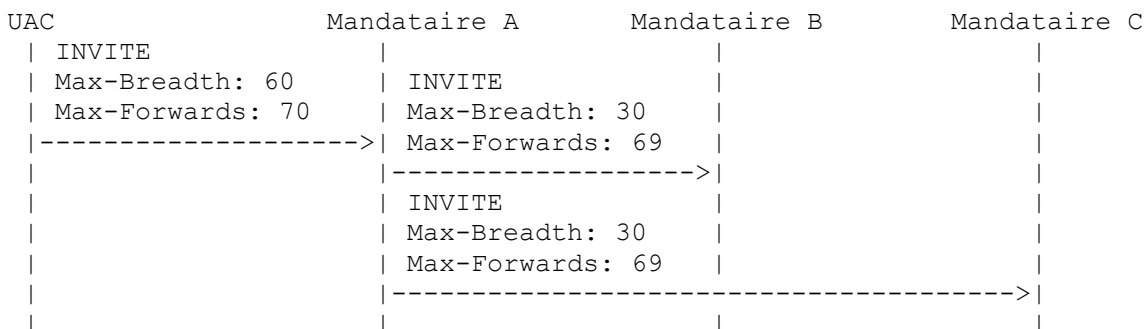 UAC Mandataire A Mandataire B Mandataire C
| INVITE | | |
| Max-Breadth: 60 | INVITE | |
| Max-Forwards: 70 | Max-Breadth: 30 | |
|-------------------->| Max-Forwards: 69 | |
| |------------------->| |
| | INVITE | |
| | Max-Breadth: 30 | |
| | Max-Forwards: 69 | |
| |--------------------------------------->|
| | | |